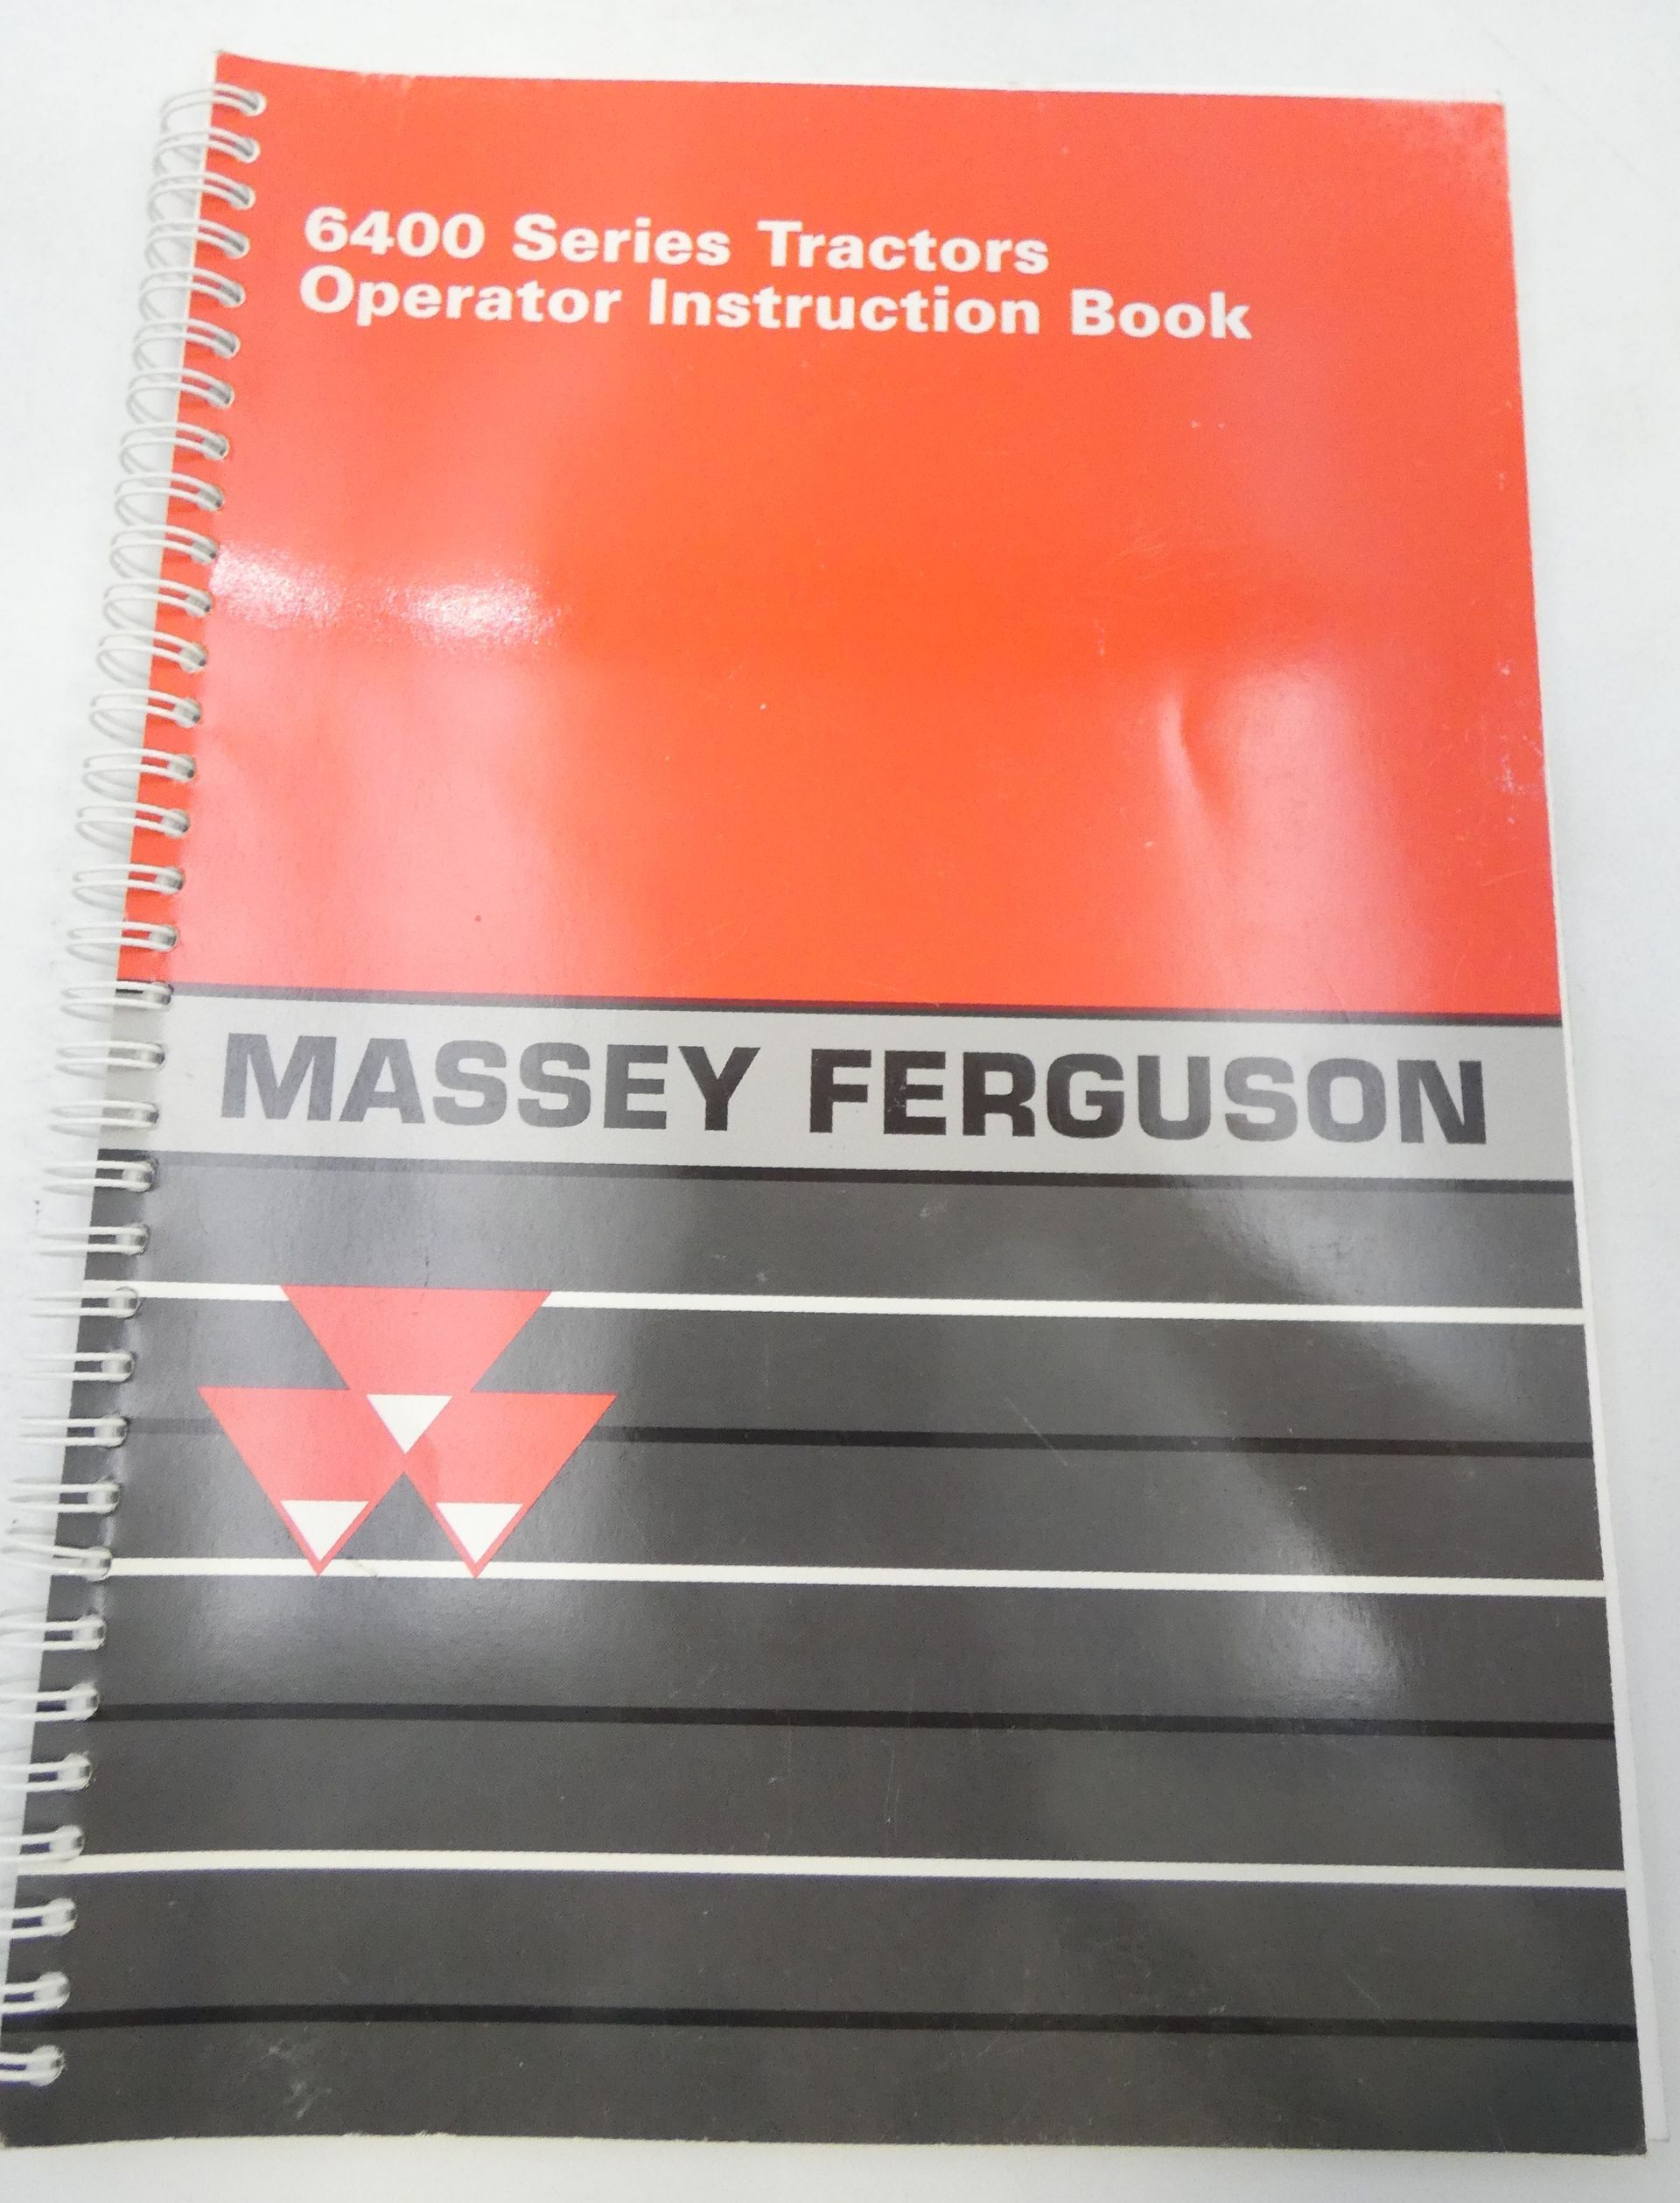 6400 Series Tractors
Operator Instruction Book
MASSEY FERGUSON